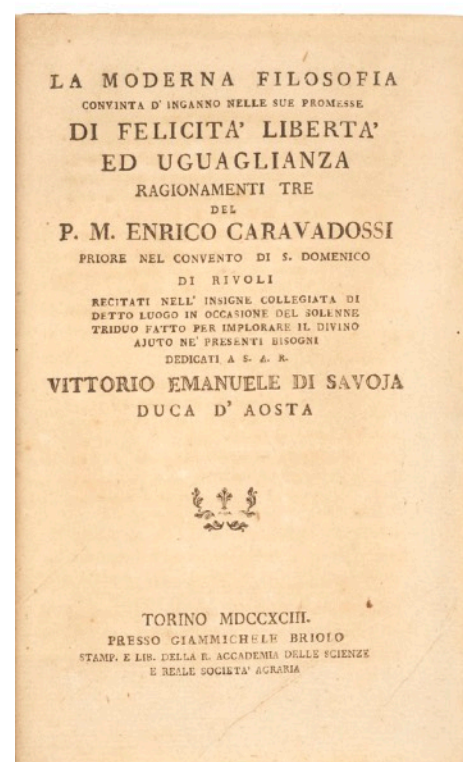 LA MODERNA FILOSOFIA
CONVINTA D' INGANNO NELLE SUE PROMESSE
DI FELICITA' LIBERTA'
ED UGUAGLIANZA
RAGIONAMENTI TRE
DEL
P. M. ENRICO CARAVADOSSI
PRIORE NEL CONVENTO DI S. DOMENICO
DI RIVOLI
RECITATI NELL' INSIGNE COLLEGIATA DI
DETTO LUOGO IN OCCASIONE DEL SOLENNE
TRIDUO FATTO PER IMPLORARE IL DIVINO
AJUTO NE' PRESENTI BISOGNI
DEDICATI A S. A. R.
VITTORIO EMANUELE DI SAVOJA
DUCA D' AOSTA
TORINO MDCCXCIII.
PRESSO GIAMMICHELE BRIOLO
STAMP. E LIB. DELLA R. ACCADEMIA DELLE SCIENZE
E REALE SOCIETA' AGRARIA